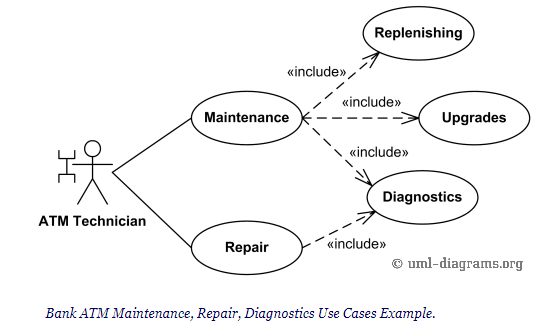 Replenishing
«include»
Maintenance
«include»
Upgrades
«include»
Diagnostics
ATM Technician
Repair
«include»
© uml-diagrams.org
Bank ATM Maintenance, Repair, Diagnostics Use Cases Example.